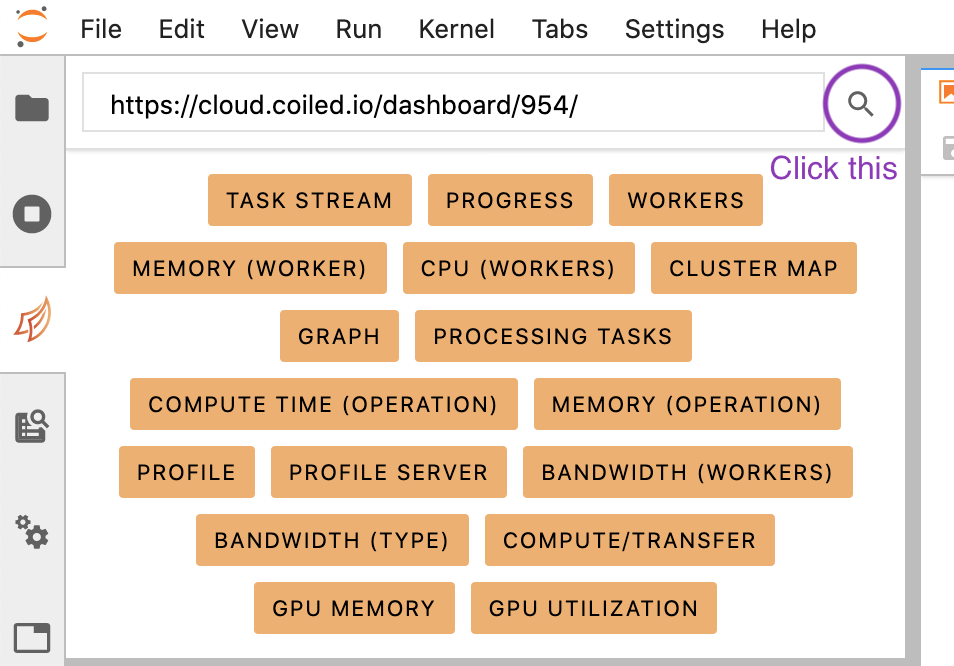 File Edit View Run Kernel Tabs Settings Help
https://cloud.coiled.io/dashboard/954/
Click this
TASK STREAM PROGRESS WORKERS
MEMORY (WORKER) CPU (WORKERS) CLUSTER MAP
GRAPH PROCESSING TASKS
COMPUTE TIME (OPERATION) MEMORY (OPERATION)
PROFILE PROFILE SERVER BANDWIDTH (WORKERS)
BANDWIDTH (TYPE) COMPUTE/TRANSFER
GPU MEMORY GPU UTILIZATION